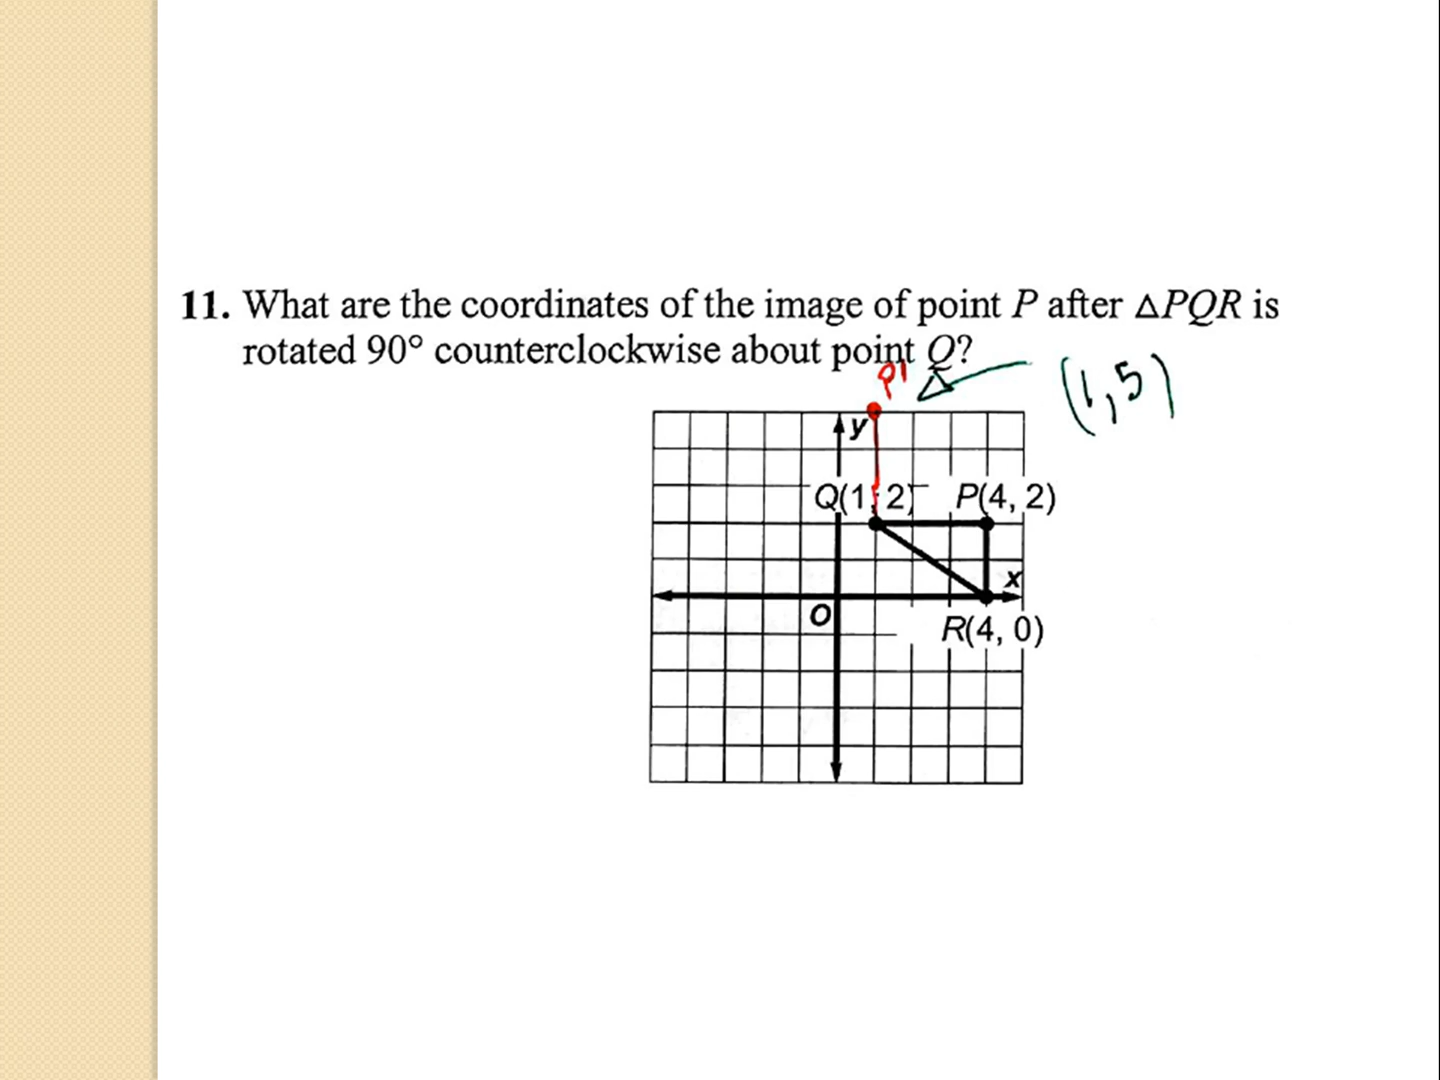 11. What are the coordinates of the image of point P after △PQR is
rotated 90° counterclockwise about point Q?
P'
(1,5)
y
Q(1, 2) P(4, 2)
x
O
R(4, 0)